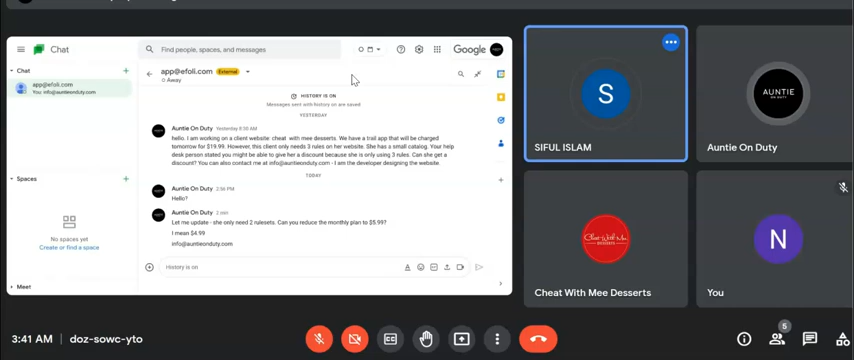 Chat
Find people, spaces, and messages
Google
Chat
app@efoli.com
You: info@auntieonduty.com
app@efoli.com External
Away
HISTORY IS ON
Messages sent with history on are saved
YESTERDAY
Auntie On Duty Yesterday 8:50 AM
hello. I am working on a client website cheat with mee desserts. We have a trail app that will be charged
tomorrow for $19.99. However, this client only needs 3 rules on her website. She has a small catalog. Your help
desk person stated you might be able to give her a discount because she is only using 3 rules. Can she get a
discount? You can also contact me at info@auntieonduty.com - I am the developer designing the website
TODAY
Auntie On Duty 2:56 PM
Hello?
Auntie On Duty
Let me update - she only need 2 rulesets. Can you reduce the monthly plan to $5.99?
I mean $4.99
info@auntieonduty.com
Spaces
No spaces yet
Create or find a space
History is on
Meet
S
SIFUL ISLAM
AUNTIE
ON DUTY
Auntie On Duty
Cheat With Me
DESSERTS
Cheat With Mee Desserts
N
You
3:41 AM doz-sowc-yto
5